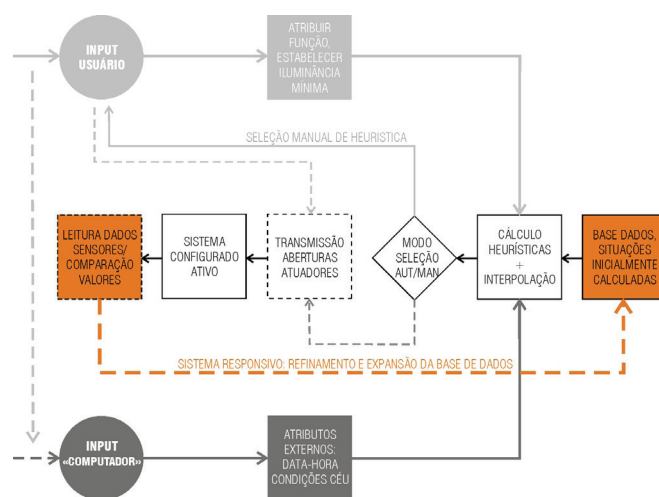 INPUT
USUÁRIO
ATRIBUIR
FUNÇÃO,
ESTABELECER
ILUMINÂNCIA
MÍNIMA
SELEÇÃO MANUAL DE HEURISTICA
LEITURA DADOS
SENSORES/
COMPARAÇÃO
VALORES
SISTEMA
CONFIGURADO
ATIVO
TRANSMISSÃO
ABERTURAS
ATUADORES
MODO
SELEÇÃO
AUT/MAN
CÁLCULO
HEURÍSTICAS
+
INTERPOLAÇÃO
BASE DADOS,
SITUAÇÕES
INICIALMENTE
CALCULADAS
SISTEMA RESPONSIVO: REFINAMENTO E EXPANSÃO DA BASE DE DADOS
INPUT
«COMPUTADOR»
ATRIBUTOS
EXTERNOS:
DATA-HORA
CONDIÇÕES CÉU